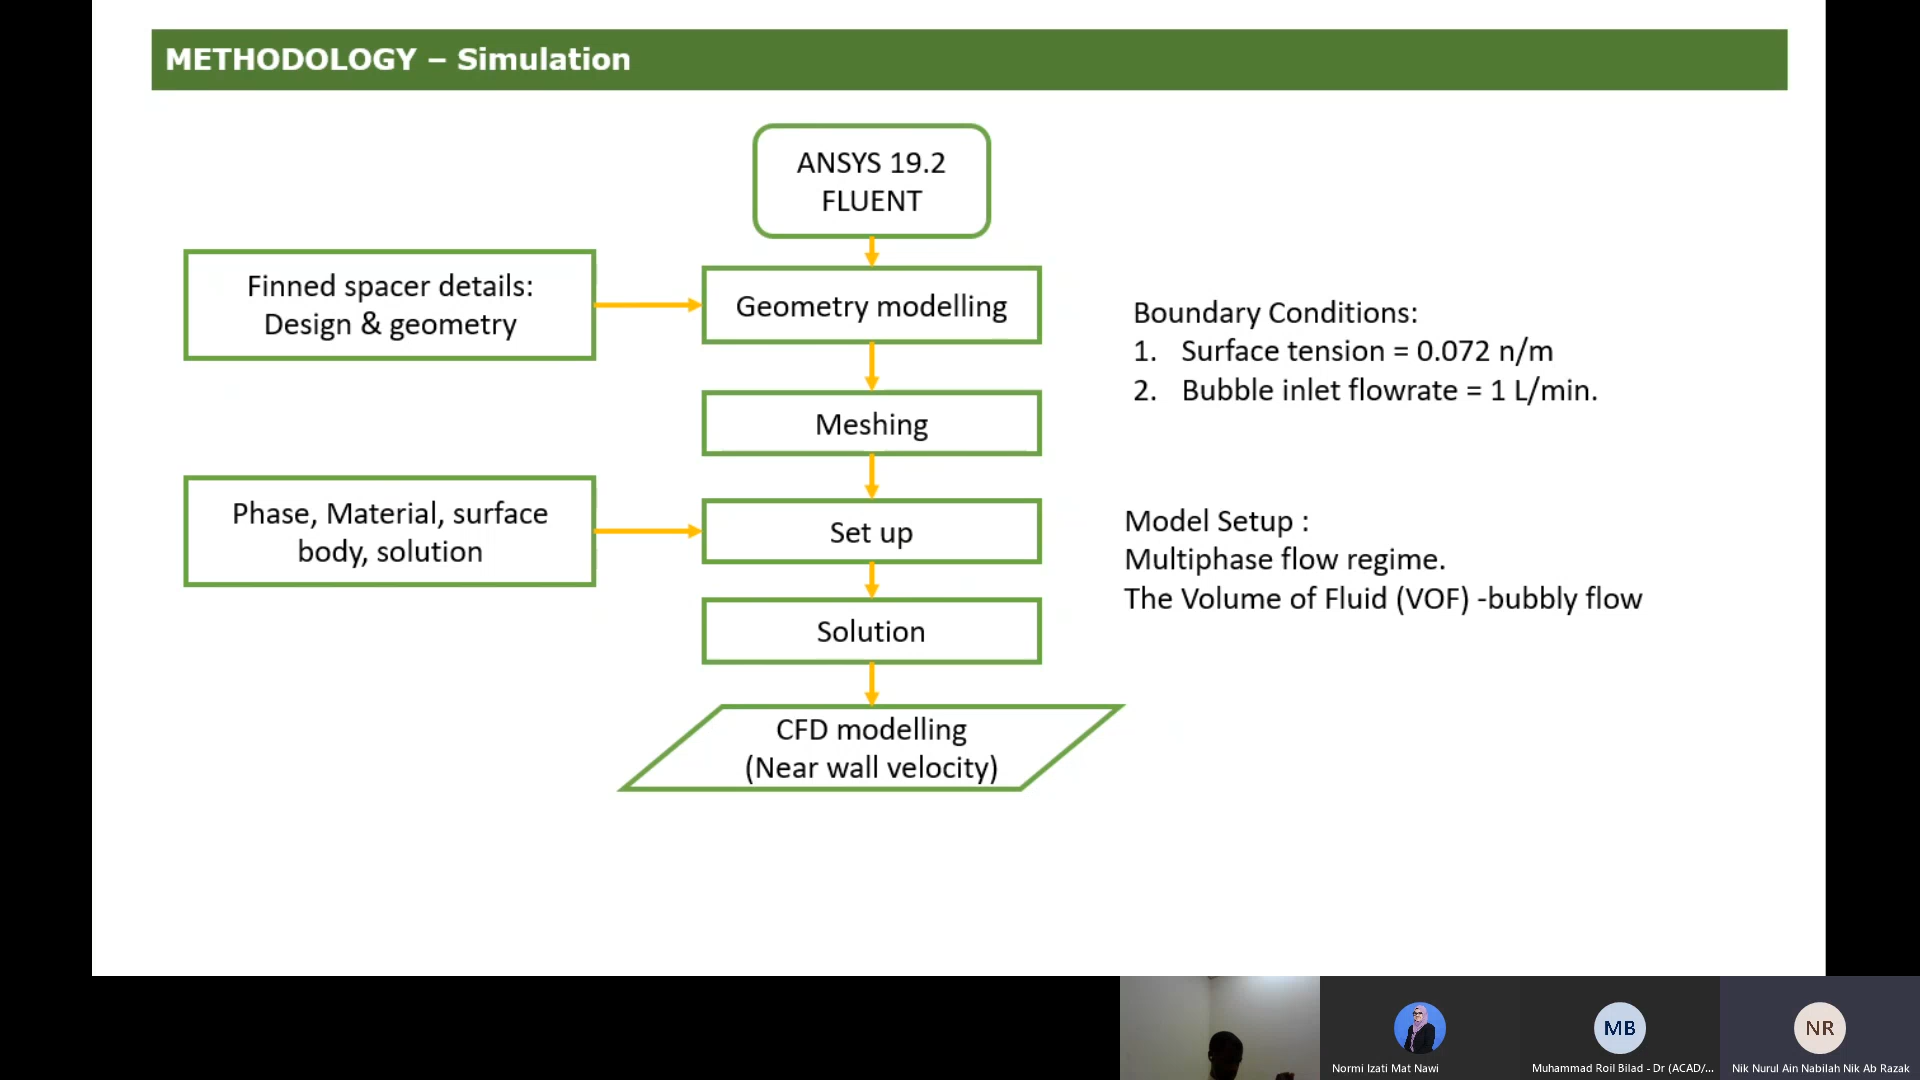 METHODOLOGY – Simulation
ANSYS 19.2
FLUENT
Finned spacer details:
Design & geometry
Geometry modelling
Boundary Conditions:
1. Surface tension = 0.072 n/m
2. Bubble inlet flowrate = 1 L/min.
Meshing
Phase, Material, surface
body, solution
Set up
Model Setup :
Multiphase flow regime.
The Volume of Fluid (VOF) -bubbly flow
Solution
CFD modelling
(Near wall velocity)
MB
NR
Normi Izati Mat Nawi
Muhammad Roil Bilad - Dr (ACAD/...
Nik Nurul Ain Nabilah Nik Ab Razak